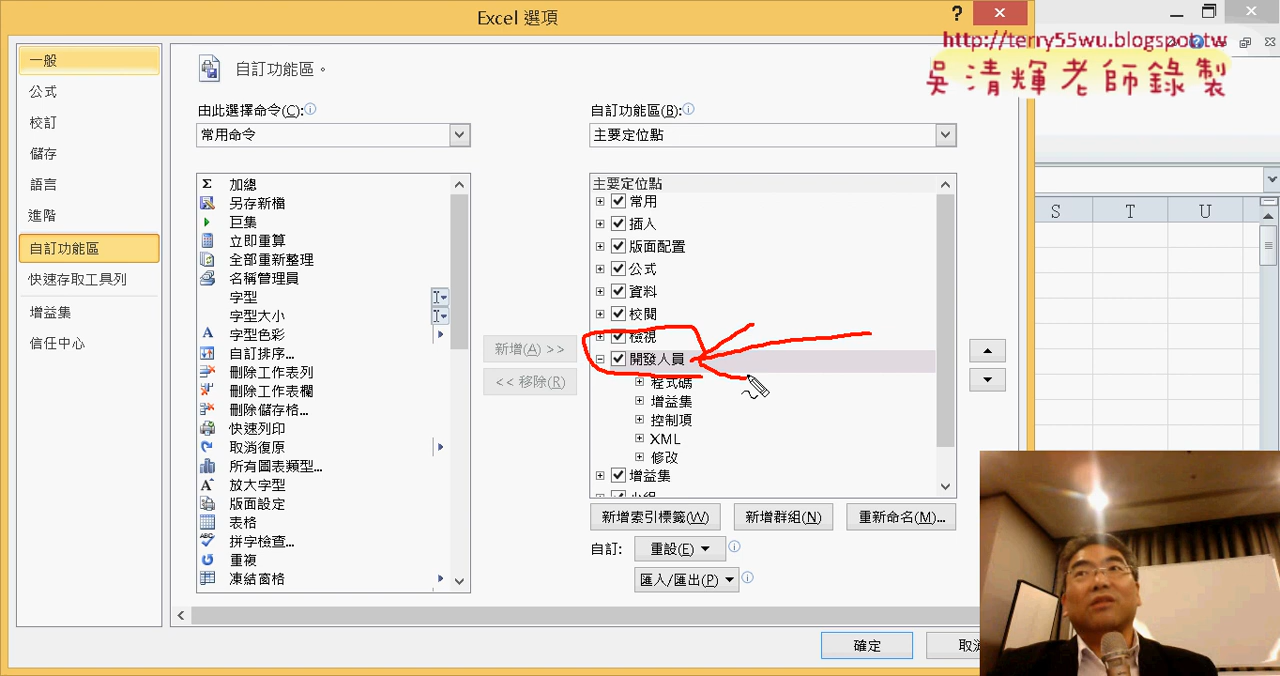 Excel 選項
?
http://terry55wu.blogspot.tw
吳清輝老師錄製
一般
公式
校訂
儲存
語言
進階
自訂功能區
快速存取工具列
增益集
信任中心
自訂功能區。
由此選擇命令(C):
常用命令
加總
另存新檔
巨集
立即重算
全部重新整理
名稱管理員
字型
字型大小
字型色彩
自訂排序...
刪除工作表列
刪除工作表欄
刪除儲存格...
快速列印
取消復原
所有圖表類型...
放大字型
版面設定
表格
拼字檢查...
重複
凍結窗格
新增(A) >>
<< 移除(R)
自訂功能區(B):
主要定位點
主要定位點
常用
插入
版面配置
公式
資料
校閱
檢視
開發人員
程式碼
增益集
控制項
XML
修改
增益集
新增索引標籤(W)
新增群組(N)
重新命名(M)...
自訂:
重設(E)
匯入/匯出(P)
確定
S T U